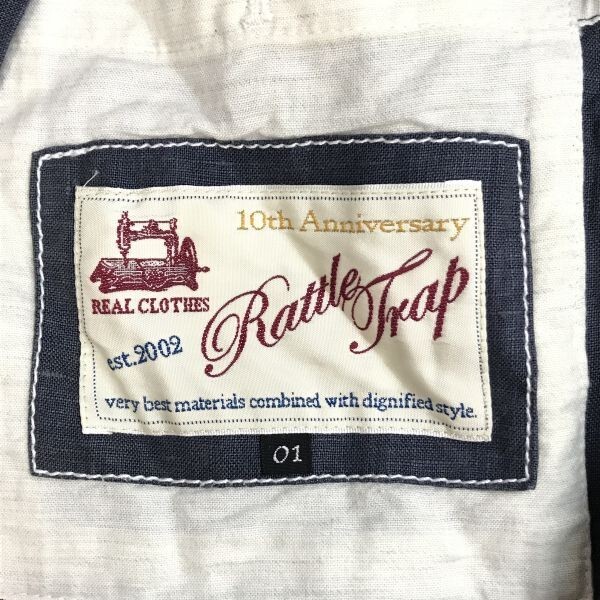 10th Anniversary
REAL CLOTHES
Rattle Trap
est.2002
very best materials combined with dignified style.
01